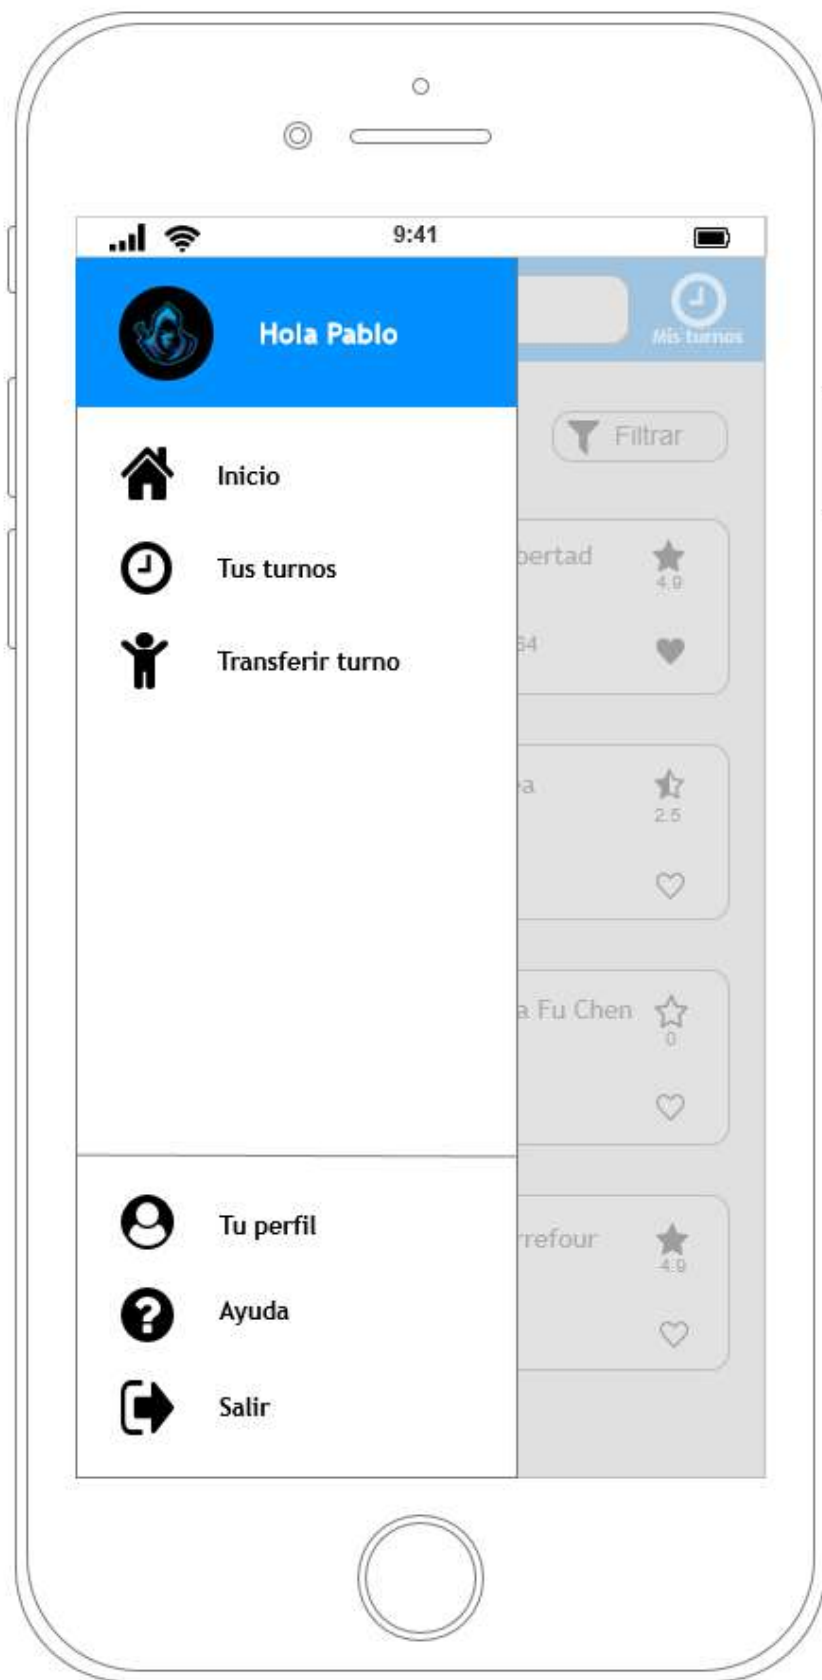 9:41
Hola Pablo
Mis turnos
Filtrar
Inicio
Tus turnos
4.9
Transferir turno
64
2.5
a Fu Chen
0
Tu perfil
rrefour
4.9
Ayuda
Salir